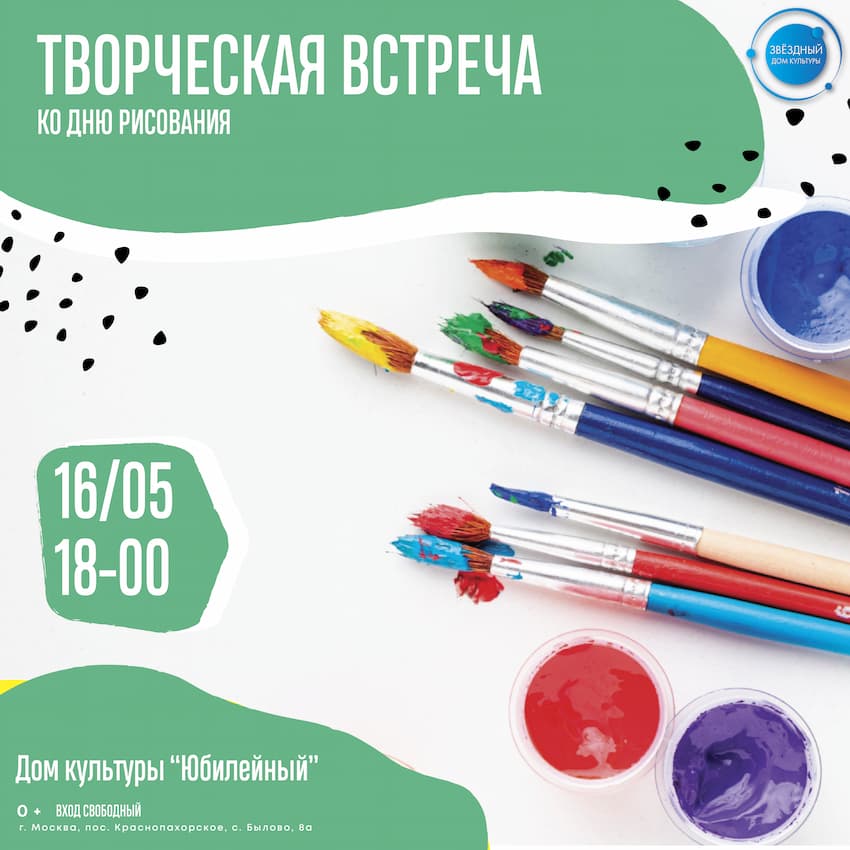 ТВОРЧЕСКАЯ ВСТРЕЧА
КО ДНЮ РИСОВАНИЯ
ЗВЁЗДНЫЙ
ДОМ КУЛЬТУРЫ
16/05
18-00
Дом культуры “Юбилейный”
0 + ВХОД СВОБОДНЫЙ
г. Москва, пос. Краснопахорское, с. Былово, 8а